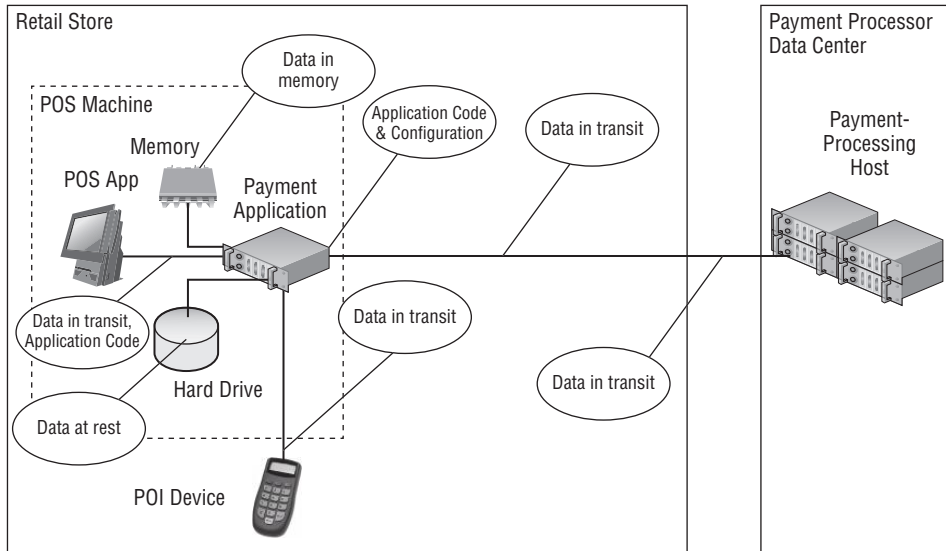 Retail Store
Payment Processor
Data Center
Data in
memory
POS Machine
Application Code
& Configuration
Data in transit
Memory
POS App
Payment
Application
Payment-
Processing
Host
Data in transit,
Application Code
Data in transit
Hard Drive
Data in transit
Data at rest
POI Device